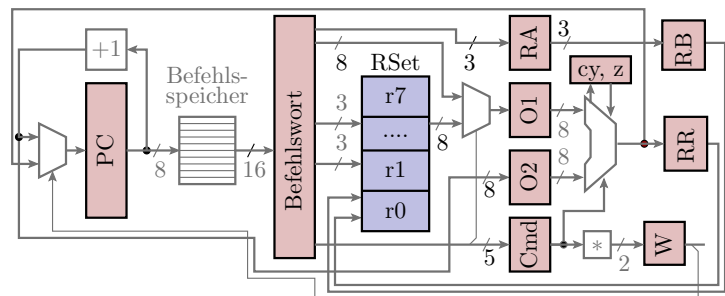 +1
PC
8
Befehls-
speicher
16
Befehlswort
8
3
3
RSet
r7
....
r1
r0
8
3
RA
3
RB
cy, z
O1
8
8
O2
8
RR
5
Cmd
*
2
W